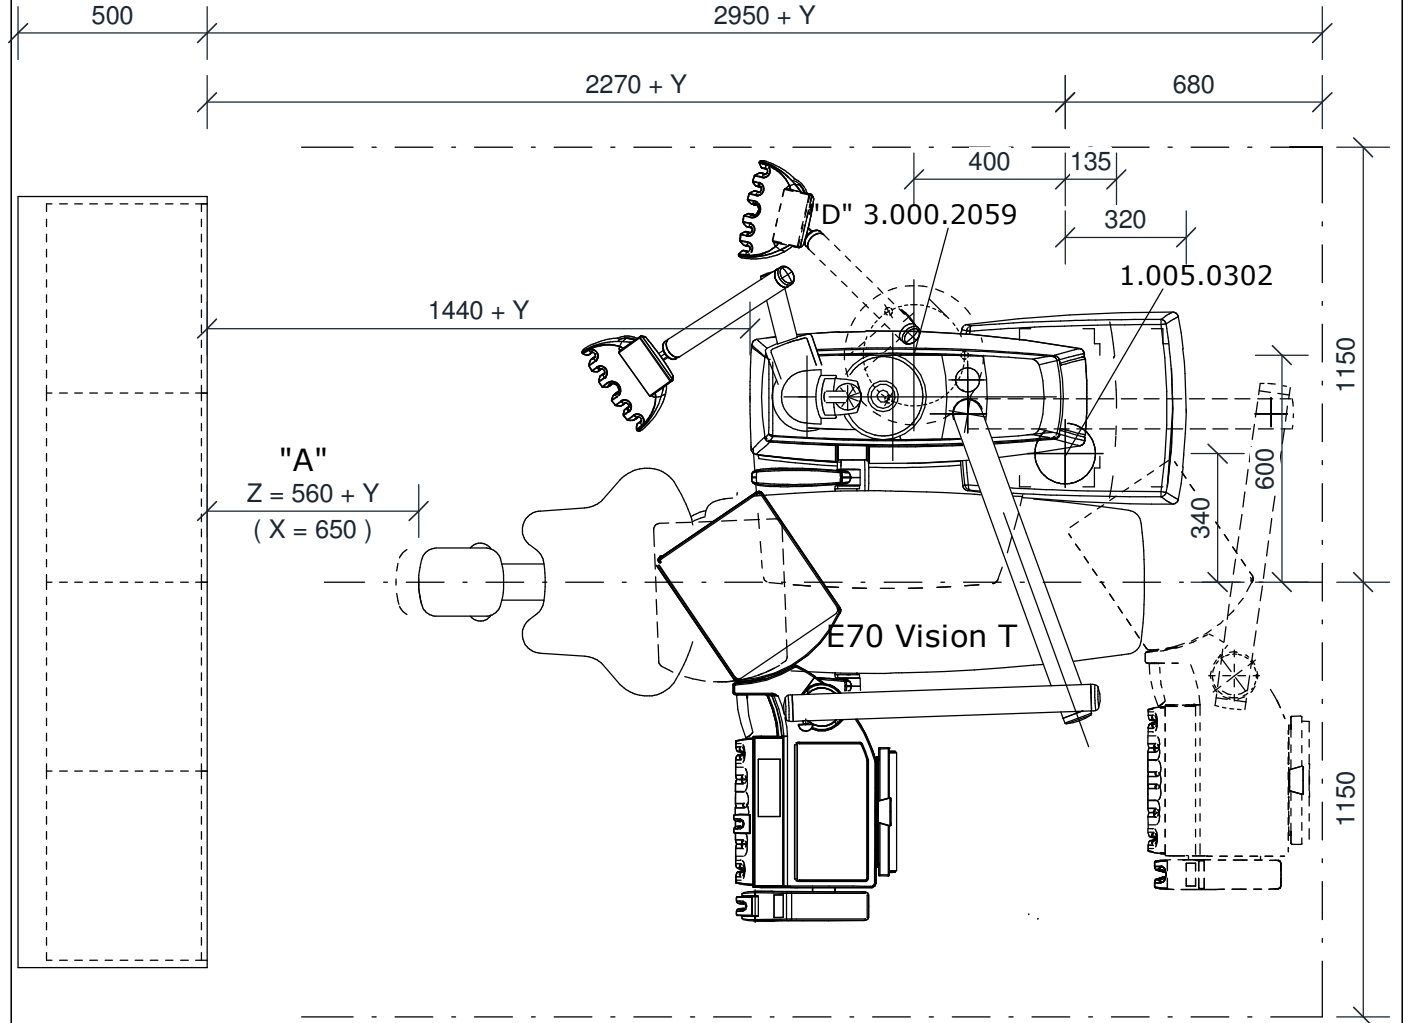 500
2950 + Y
2270 + Y
680
400
135
"D" 3.000.2059
320
1.005.0302
1440 + Y
1150
"A"
Z = 560 + Y
( X = 650 )
600
340
E70 Vision T
1150